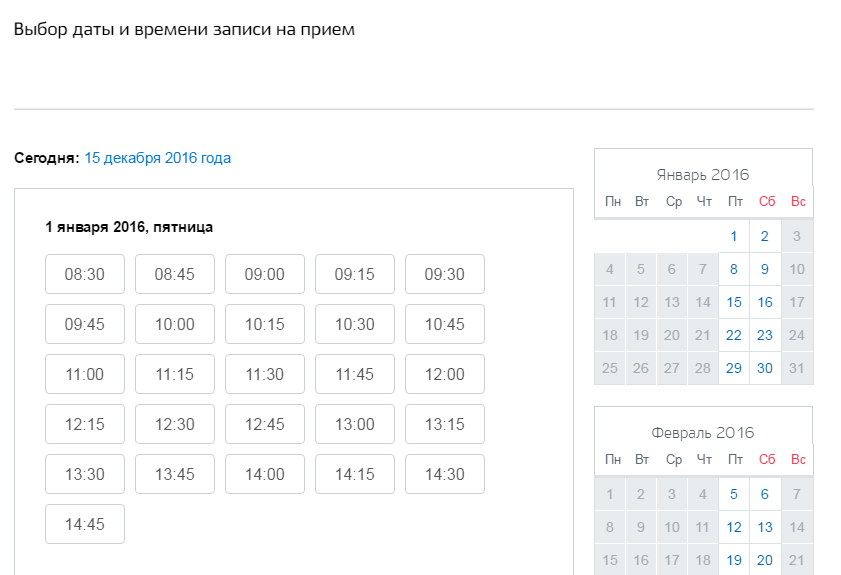 Выбор даты и времени записи на прием
Сегодня: 15 декабря 2016 года
1 января 2016, пятница
08:30 08:45 09:00 09:15 09:30
09:45 10:00 10:15 10:30 10:45
11:00 11:15 11:30 11:45 12:00
12:15 12:30 12:45 13:00 13:15
13:30 13:45 14:00 14:15 14:30
14:45
Январь 2016
Пн Вт Ср Чт Пт Сб Вс
1 2 3
4 5 6 7 8 9 10
11 12 13 14 15 16 17
18 19 20 21 22 23 24
25 26 27 28 29 30 31
Февраль 2016
Пн Вт Ср Чт Пт Сб Вс
1 2 3 4 5 6 7
8 9 10 11 12 13 14
15 16 17 18 19 20 21